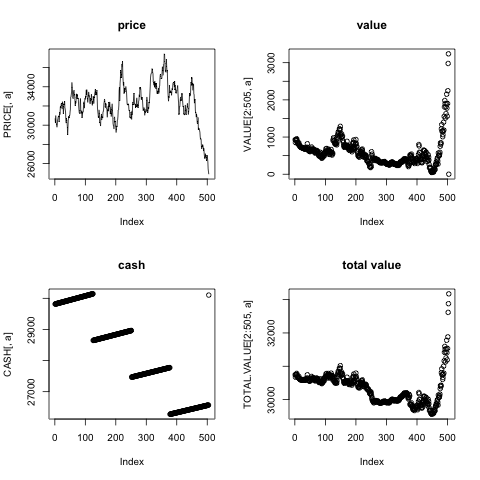 price
PRICE[, a]
26000 30000 34000
0 100 200 300 400 500
Index
value
VALUE[2:505, a]
0 1000 2000 3000
0 100 200 300 400 500
Index
cash
CASH[, a]
27000 29000
0 100 200 300 400 500
Index
total value
TOTAL.VALUE[2:505, a]
30000 32000
0 100 200 300 400 500
Index